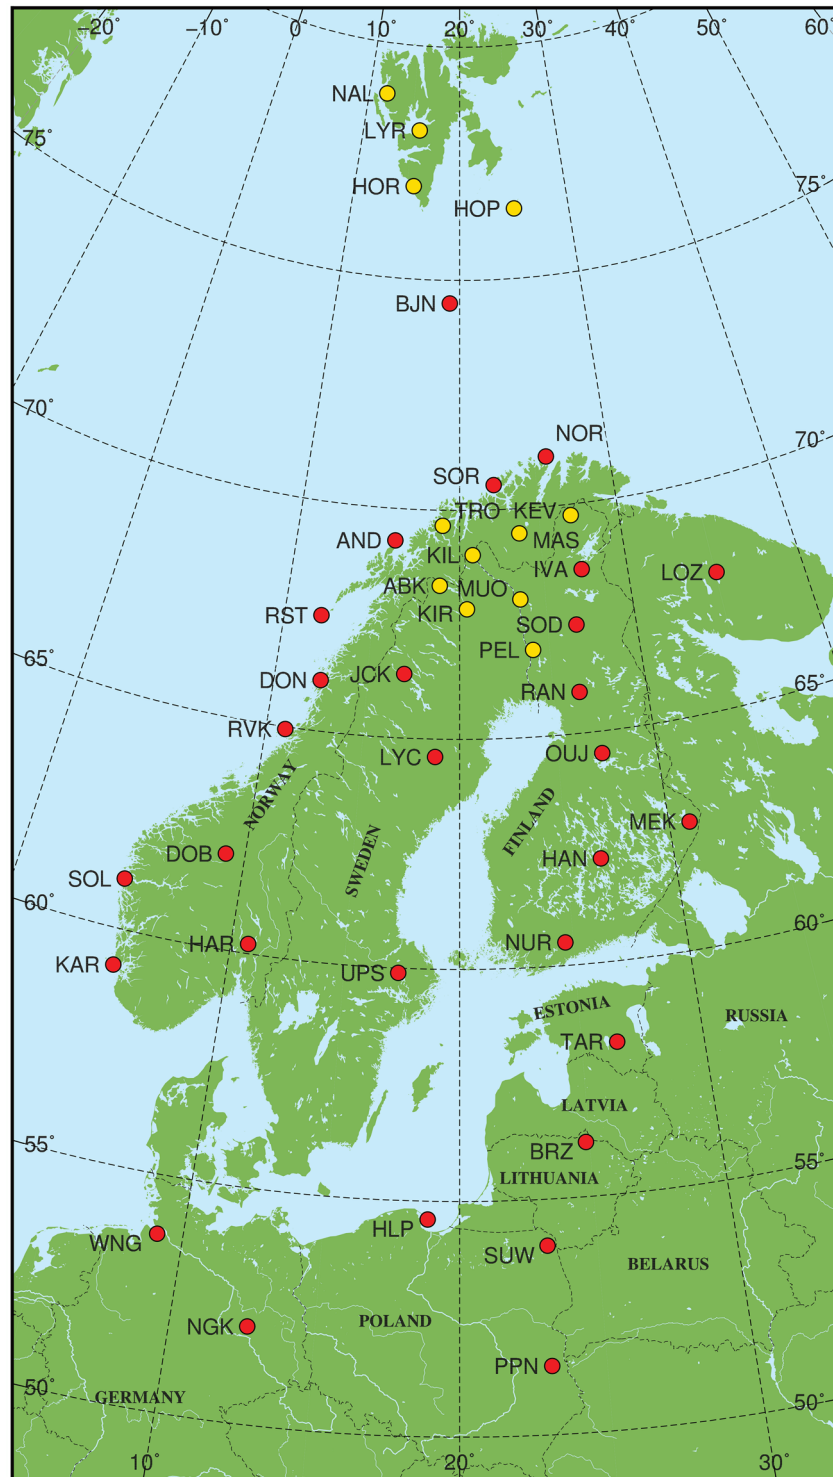 −20˚ −10˚ 0˚ 10˚ 20˚ 30˚ 40˚ 50˚ 60˚
NAL
LYR
75˚
75˚
HOR
HOP
BJN
70˚
NOR
70˚
SOR
TRO KEV
AND
MAS
KIL
IVA
LOZ
ABK MUO
KIR
RST
SOD
PEL
65˚
JCK
DON
65˚
RAN
RVK
OUJ
LYC
NORWAY
FINLAND
MEK
DOB
SWEDEN
HAN
SOL
60˚
60˚
HAR
NUR
KAR
UPS
ESTONIA
RUSSIA
TAR
LATVIA
55˚
BRZ
55˚
LITHUANIA
HLP
WNG
SUW
BELARUS
POLAND
NGK
PPN
50˚
GERMANY
50˚
10˚ 20˚ 30˚